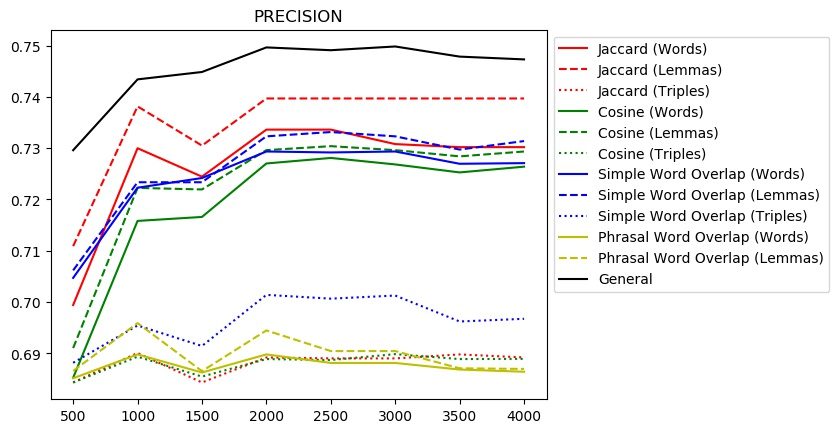 PRECISION
0.75
0.74
0.73
0.72
0.71
0.70
0.69
500 1000 1500 2000 2500 3000 3500 4000
Jaccard (Words)
Jaccard (Lemmas)
Jaccard (Triples)
Cosine (Words)
Cosine (Lemmas)
Cosine (Triples)
Simple Word Overlap (Words)
Simple Word Overlap (Lemmas)
Simple Word Overlap (Triples)
Phrasal Word Overlap (Words)
Phrasal Word Overlap (Lemmas)
General